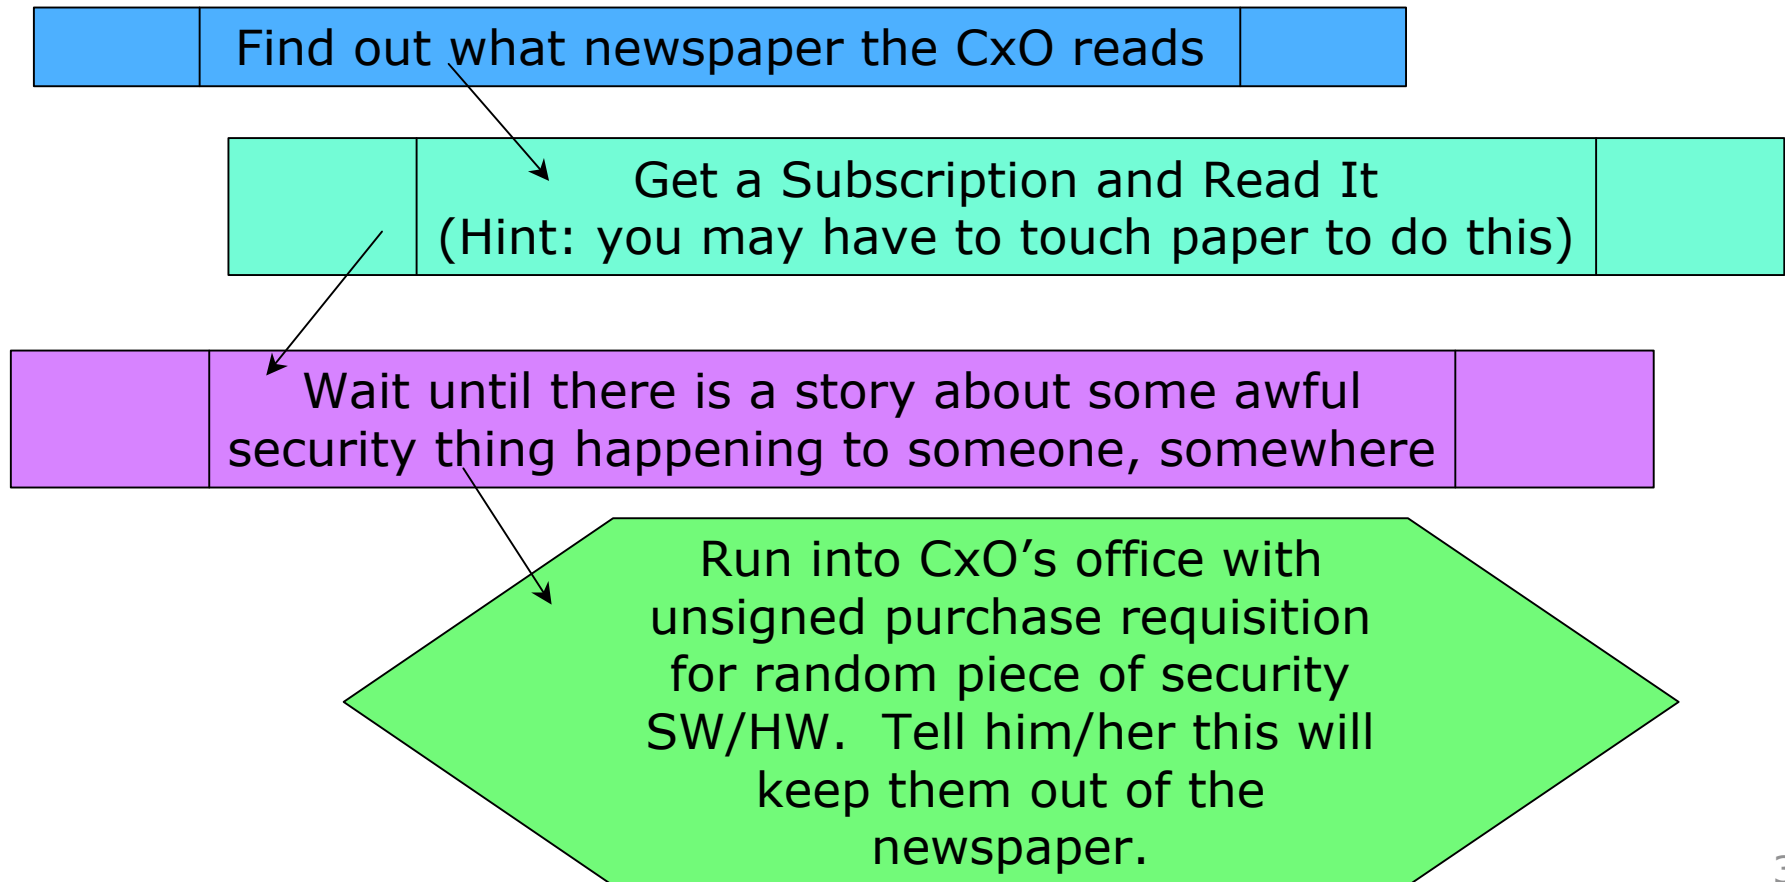 Find out what newspaper the CxO reads
Get a Subscription and Read It
(Hint: you may have to touch paper to do this)
Wait until there is a story about some awful
security thing happening to someone, somewhere
Run into CxO’s office with
unsigned purchase requisition
for random piece of security
SW/HW.  Tell him/her this will
keep them out of the
newspaper.